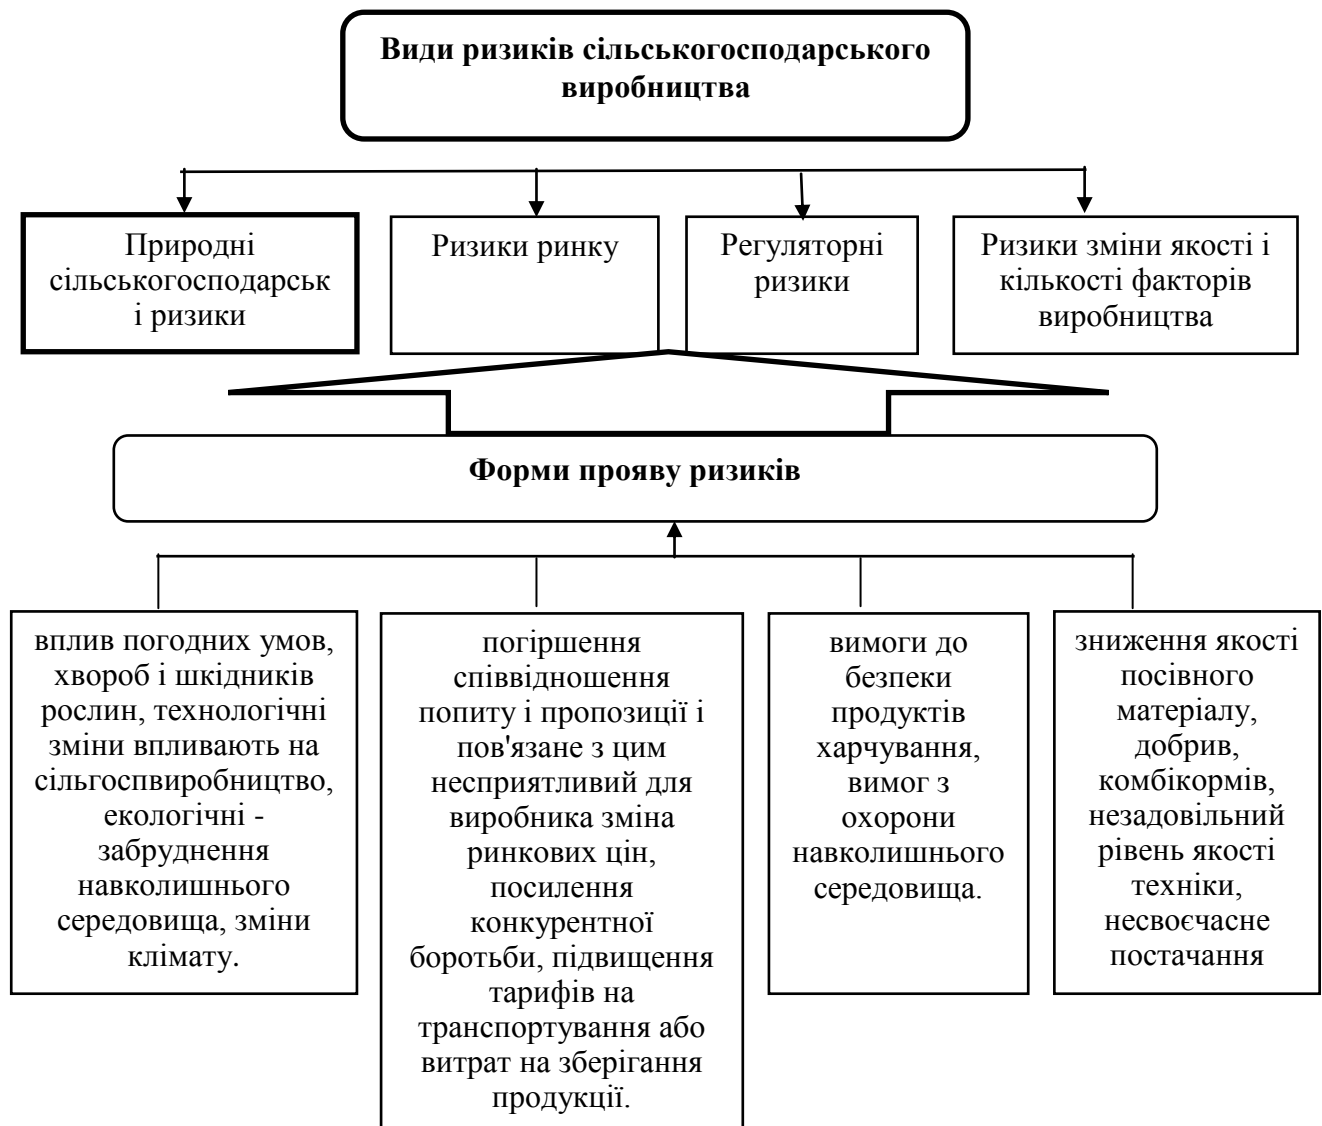 Види ризиків сільськогосподарського
виробництва
Природні
сільськогосподарськ
і ризики
Ризики ринку
Регуляторні
ризики
Ризики зміни якості і
кількості факторів
виробництва
Форми прояву ризиків
вплив погодних умов,
хвороб і шкідників
рослин, технологічні
зміни впливають на
сільгоспвиробництво,
екологічні -
забруднення
навколишнього
середовища, зміни
клімату.
погіршення
співвідношення
попиту і пропозиції і
пов'язане з цим
несприятливий для
виробника зміна
ринкових цін,
посилення
конкурентної
боротьби, підвищення
тарифів на
транспортування або
витрат на зберігання
продукції.
вимоги до
безпеки
продуктів
харчування,
вимог з
охорони
навколишнього
середовища.
зниження якості
посівного
матеріалу,
добрив,
комбікормів,
незадовільний
рівень якості
техніки,
несвоєчасне
постачання